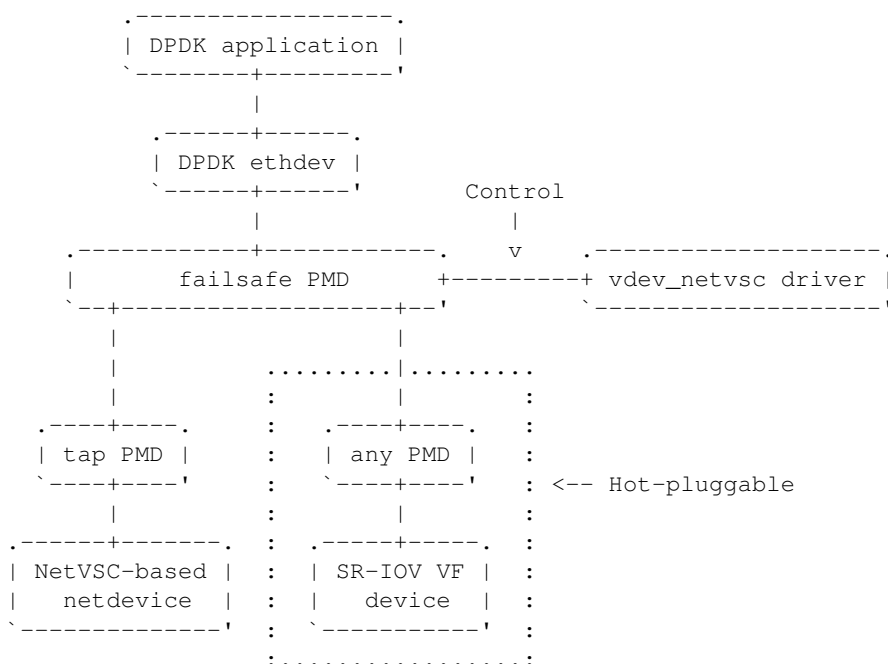 DPDK application
DPDK ethdev
Control
v
failsafe PMD
vdev_netvsc driver
tap PMD
any PMD
<-- Hot-pluggable
NetVSC-based
netdevice
SR-IOV VF
device